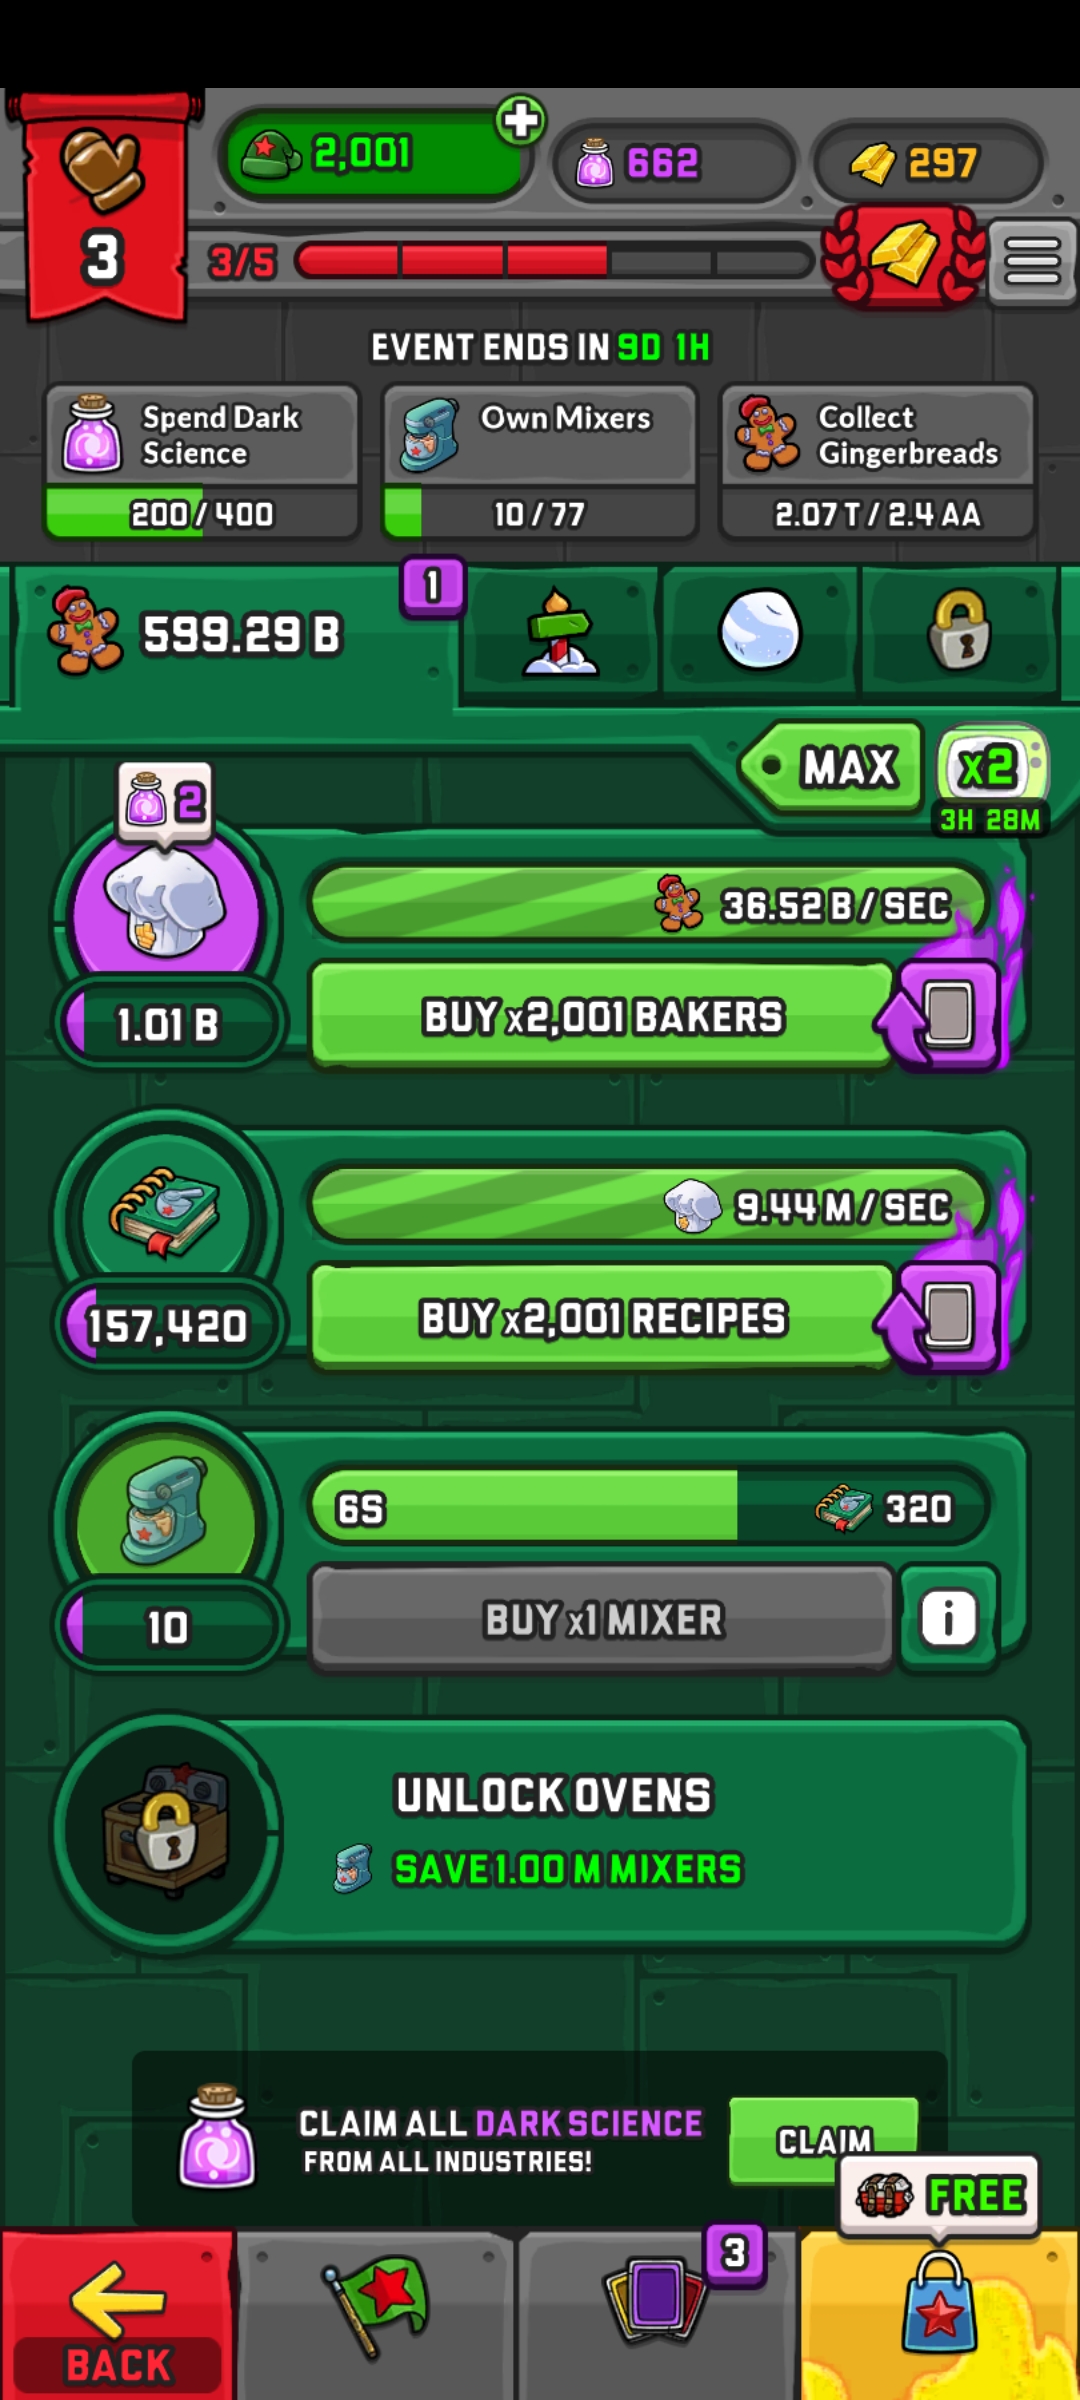 2,001
662
297
3
3/5
EVENT ENDS IN 9D 1H
Spend Dark
Science
200 / 400
Own Mixers
10 / 77
Collect
Gingerbreads
2.07 T / 2.4 AA
599.29 B
1
MAX
x2
3H 28M
2
36.52 B / SEC
1.01 B
BUY x2,001 BAKERS
9.44 M / SEC
157,420
BUY x2,001 RECIPES
6S
320
10
BUY x1 MIXER
i
UNLOCK OVENS
SAVE 1.00 M MIXERS
CLAIM ALL DARK SCIENCE
FROM ALL INDUSTRIES!
CLAIM
FREE
3
BACK